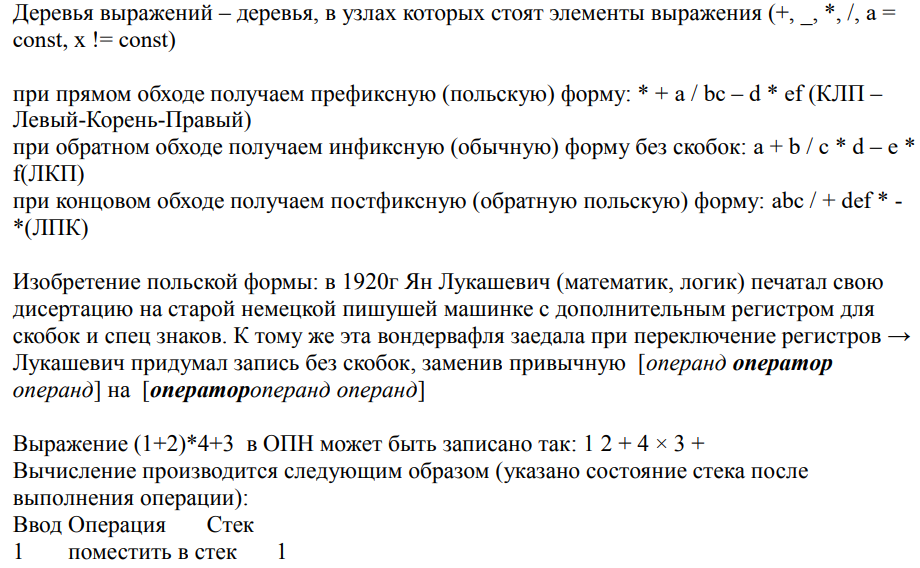 Деревья выражений – деревья, в узлах которых стоят элементы выражения (+, _, *, /, a =
const, x != const)
при прямом обходе получаем префиксную (польскую) форму: * + a / bc – d * ef (КЛП –
Левый-Корень-Правый)
при обратном обходе получаем инфиксную (обычную) форму без скобок: a + b / c * d – e *
f(ЛКП)
при концовом обходе получаем постфиксную (обратную польскую) форму: abc / + def * -
*(ЛПК)
Изобретение польской формы: в 1920г Ян Лукашевич (математик, логик) печатал свою
дисертацию на старой немецкой пишушей машинке с дополнительным регистром для
скобок и спец знаков. К тому же эта вондервафля заедала при переключение регистров →
Лукашевич придумал запись без скобок, заменив привычную [операнд оператор
операнд] на [оператороперанд операнд]
Выражение (1+2)*4+3 в ОПН может быть записано так: 1 2 + 4 × 3 +
Вычисление производится следующим образом (указано состояние стека после
выполнения операции):
Ввод Операция Стек
1 поместить в стек 1